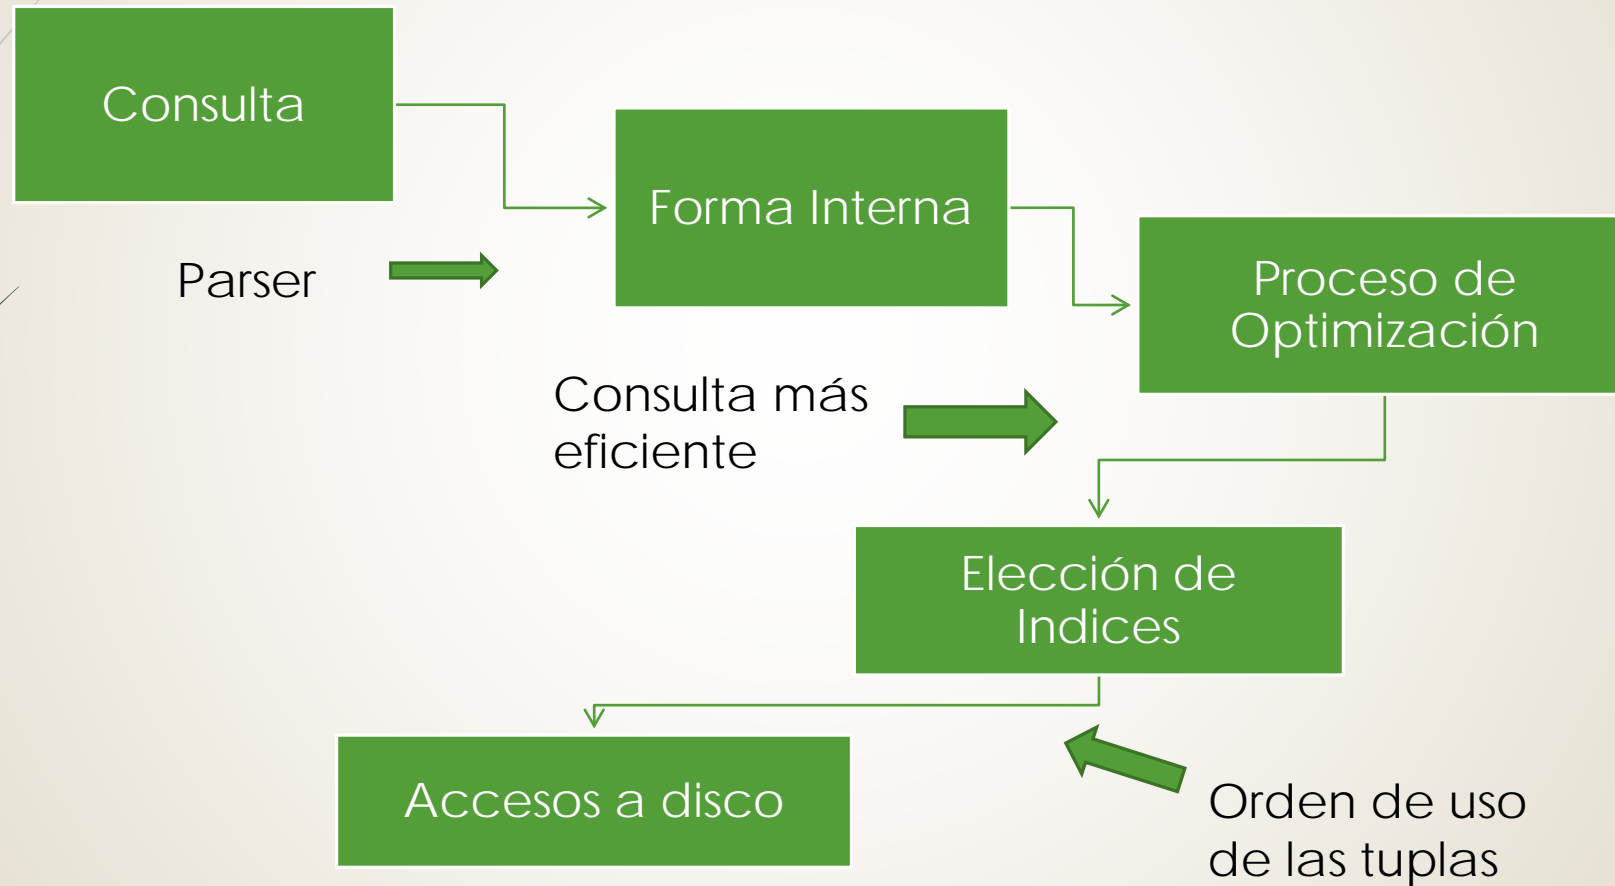 Consulta
Forma Interna
Parser
Proceso de
Optimización
Consulta más
eficiente
Elección de
Indices
Accesos a disco
Orden de uso
de las tuplas